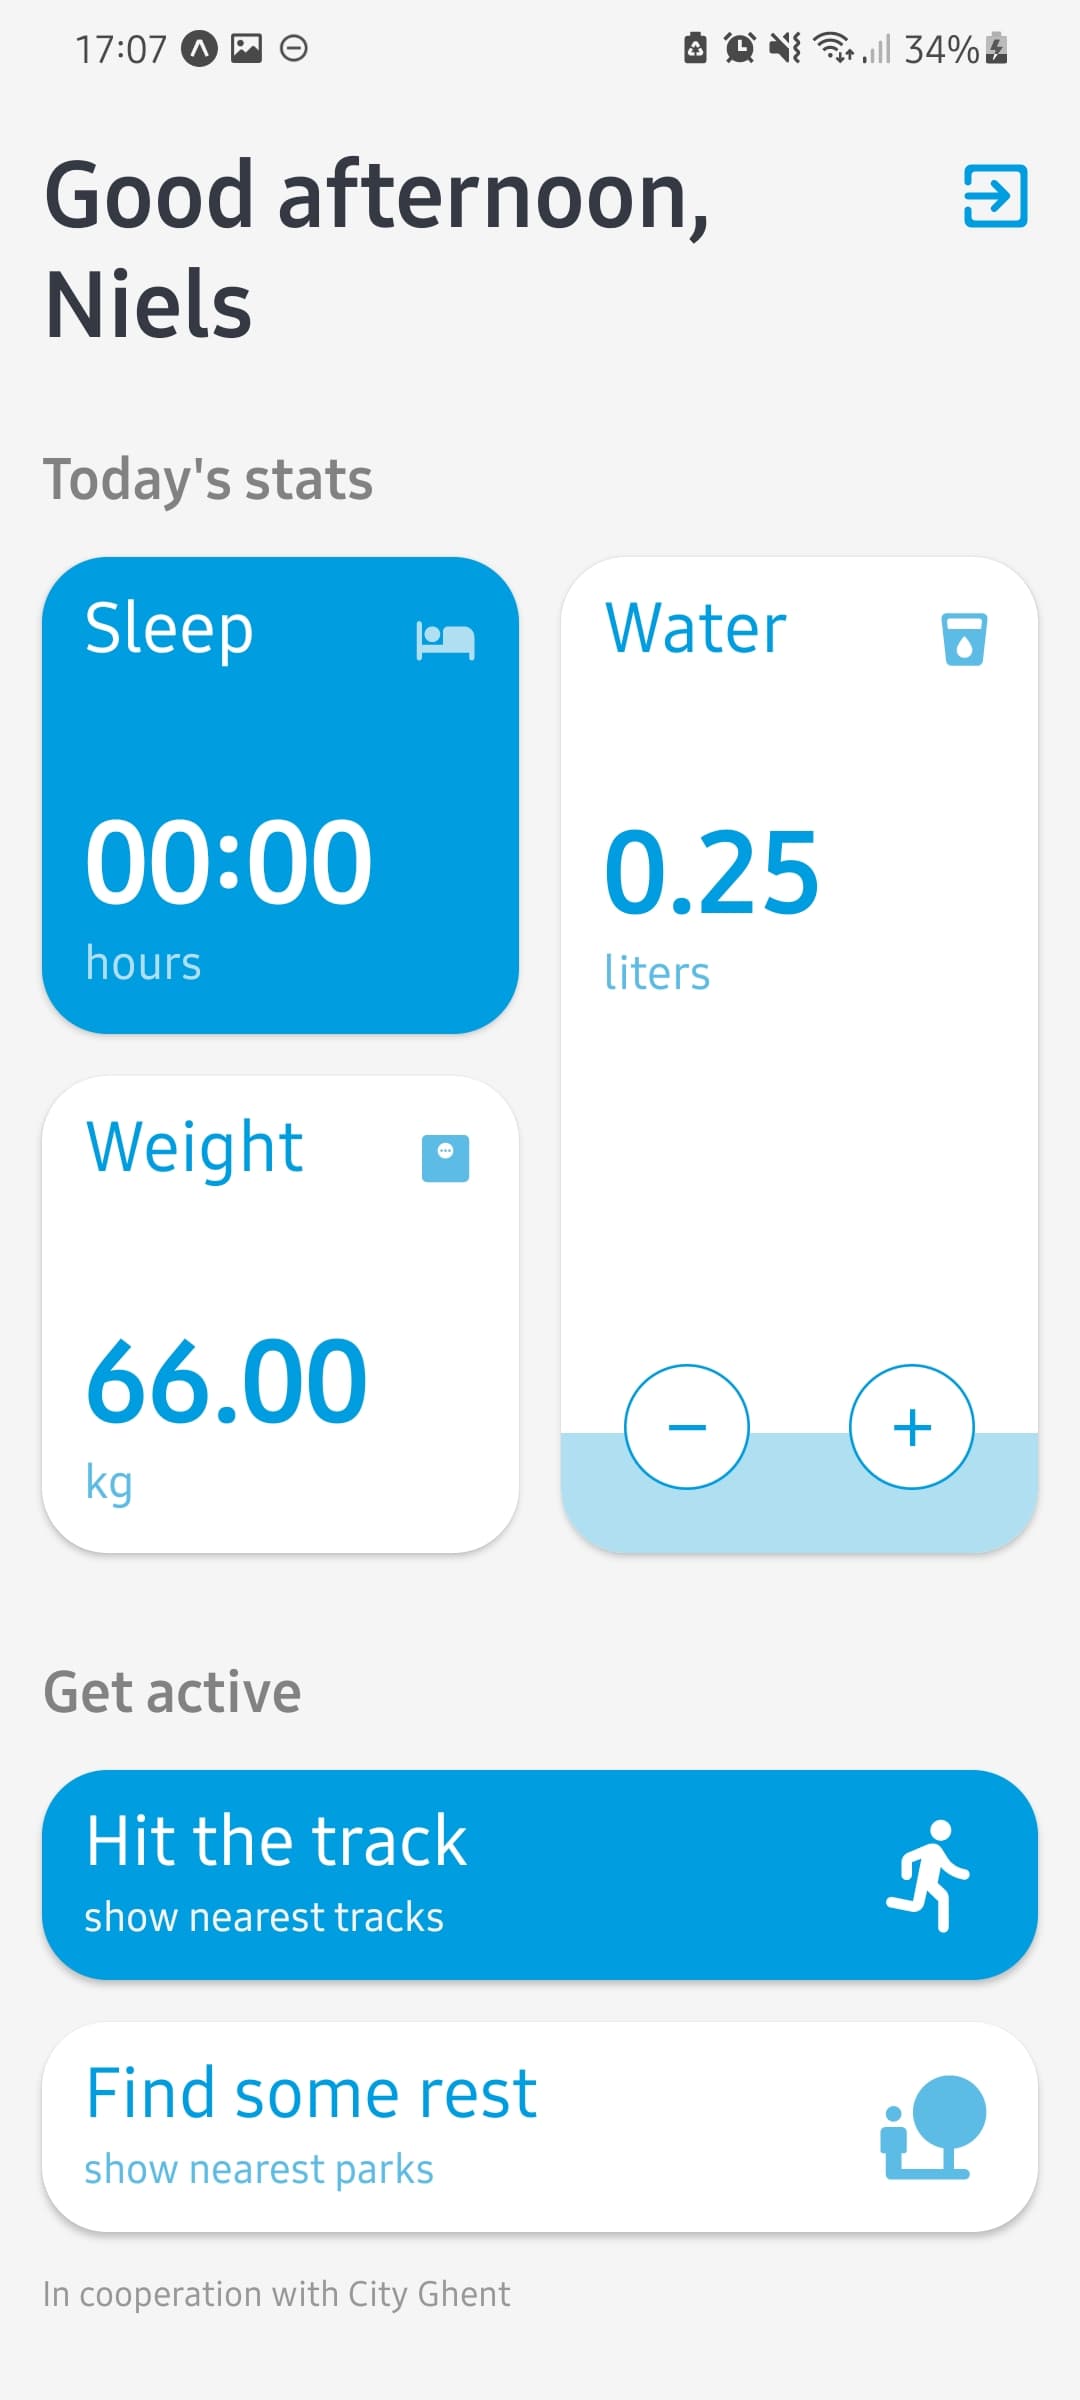 17:07
34%
Good afternoon,
Niels
Today's stats
Sleep
00:00
hours
Water
0.25
liters
Weight
66.00
kg
Get active
Hit the track
show nearest tracks
Find some rest
show nearest parks
In cooperation with City Ghent